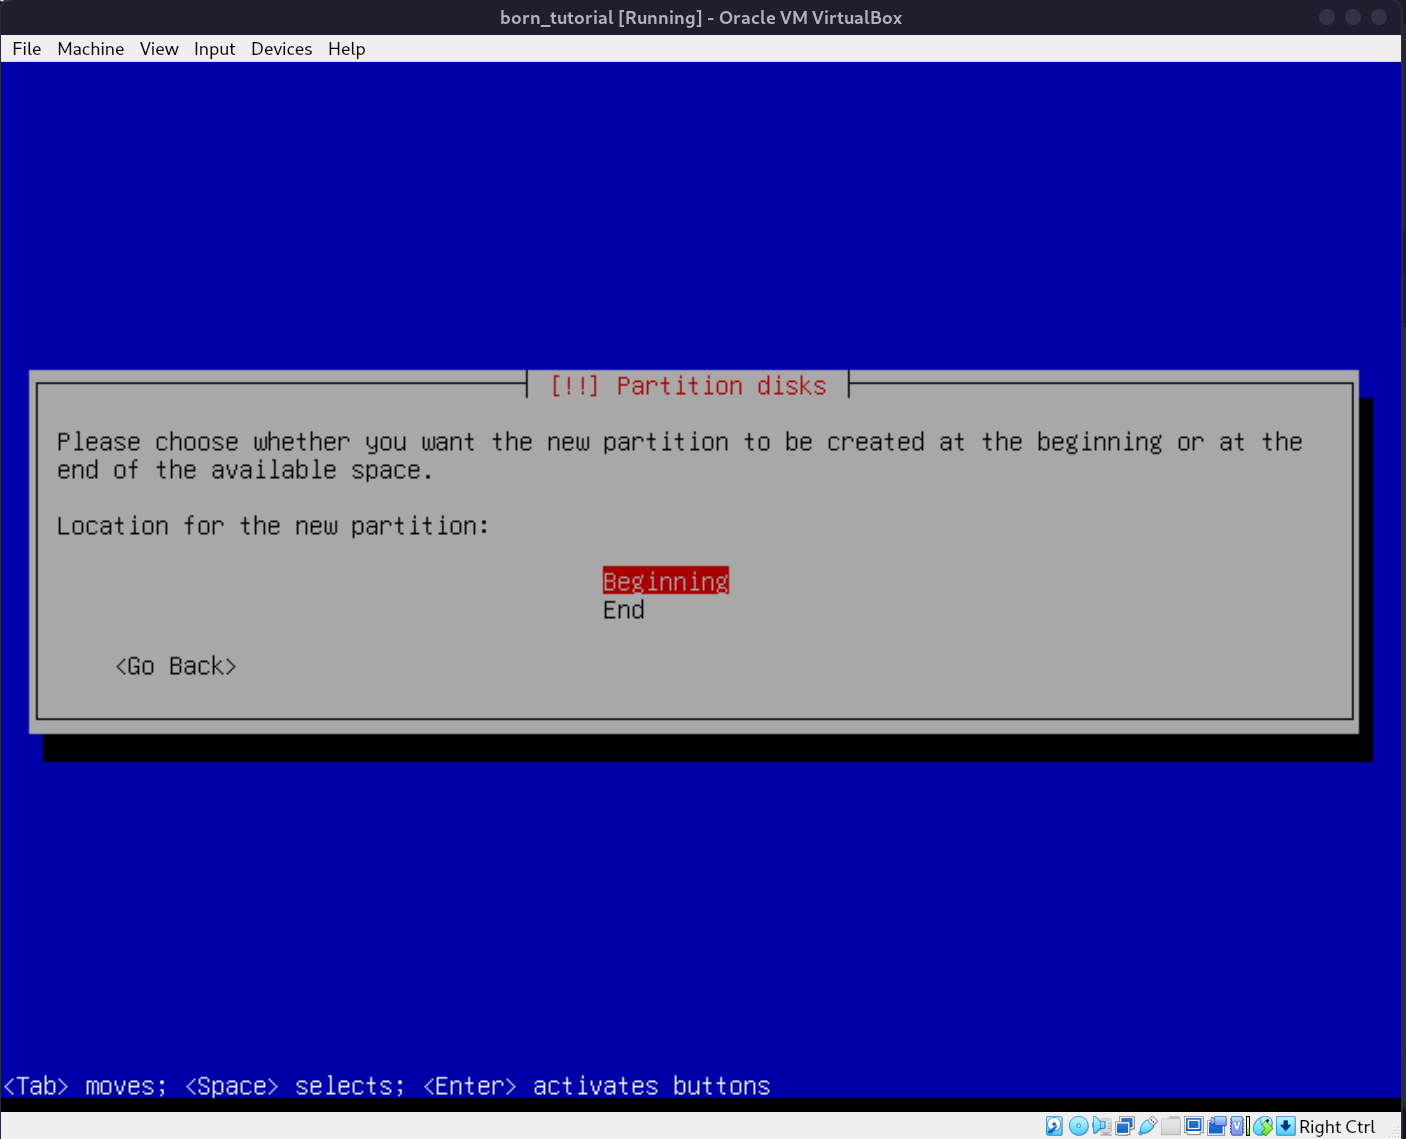 born_tutorial [Running] - Oracle VM VirtualBox
File Machine View Input Devices Help
[!!] Partition disks
Please choose whether you want the new partition to be created at the beginning or at the
end of the available space.
Location for the new partition:
Beginning
End
<Go Back>
<Tab> moves; <Space> selects; <Enter> activates buttons
Right Ctrl